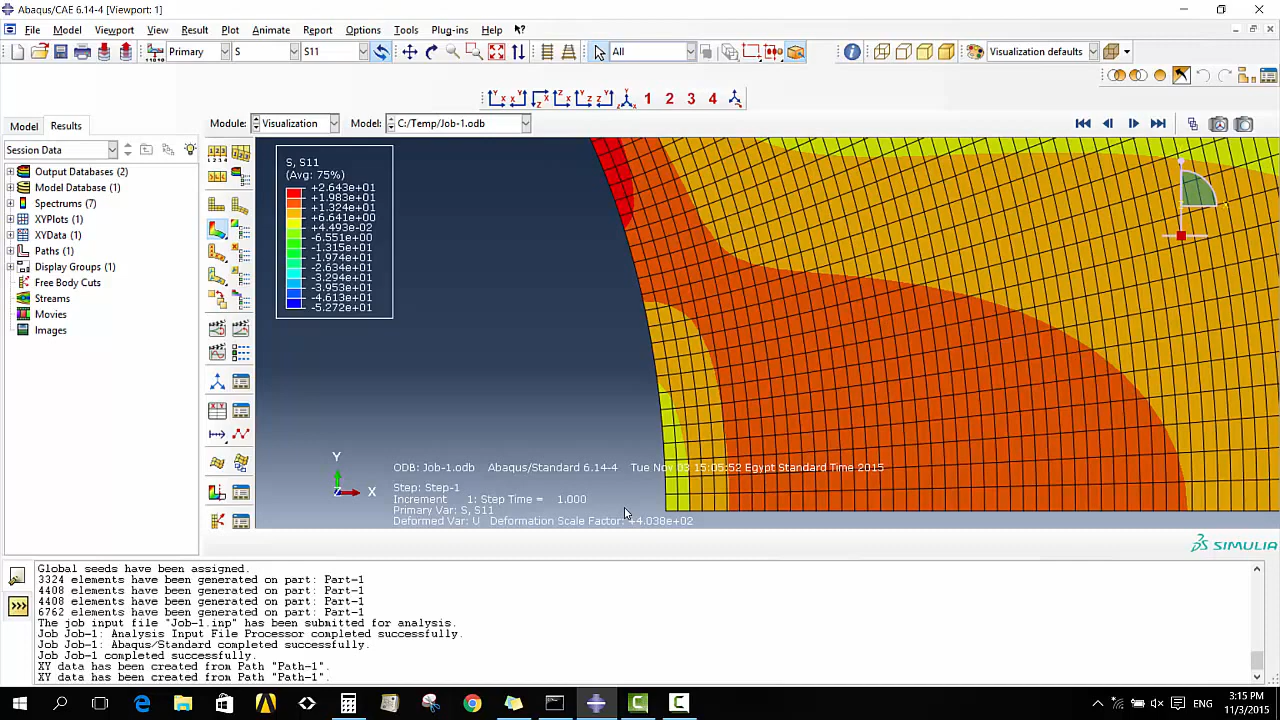 Abaqus/CAE 6.14-4 [Viewport: 1]
File Model Viewport View Result Plot Animate Report Options Tools Plug-ins Help
Primary S S11 All Visualization defaults
1 2 3 4
Model Results Module: Visualization Model: C:/Temp/Job-1.odb
Session Data
Output Databases (2)
Model Database (1)
Spectrums (7)
XYPlots (1)
XYData (1)
Paths (1)
Display Groups (1)
Free Body Cuts
Streams
Movies
Images
S, S11
(Avg: 75%)
+2.643e+01
+1.983e+01
+1.324e+01
+6.641e+00
+4.493e-02
-6.551e+00
-1.315e+01
-1.974e+01
-2.634e+01
-3.294e+01
-3.953e+01
-4.613e+01
-5.272e+01
Y
Z X
ODB: Job-1.odb Abaqus/Standard 6.14-4 Tue Nov 03 15:05:52 Egypt Standard Time 2015
Step: Step-1
Increment 1: Step Time = 1.000
Primary Var: S, S11
Deformed Var: U Deformation Scale Factor: +4.038e+02
SIMULIA
Global seeds have been assigned.
3324 elements have been generated on part: Part-1
4408 elements have been generated on part: Part-1
4408 elements have been generated on part: Part-1
6762 elements have been generated on part: Part-1
The job input file "Job-1.inp" has been submitted for analysis.
Job Job-1: Analysis Input File Processor completed successfully.
Job Job-1: Abaqus/Standard completed successfully.
Job Job-1 completed successfully.
XY data has been created from Path "Path-1".
XY data has been created from Path "Path-1".
>>>
ENG
3:15 PM
11/3/2015